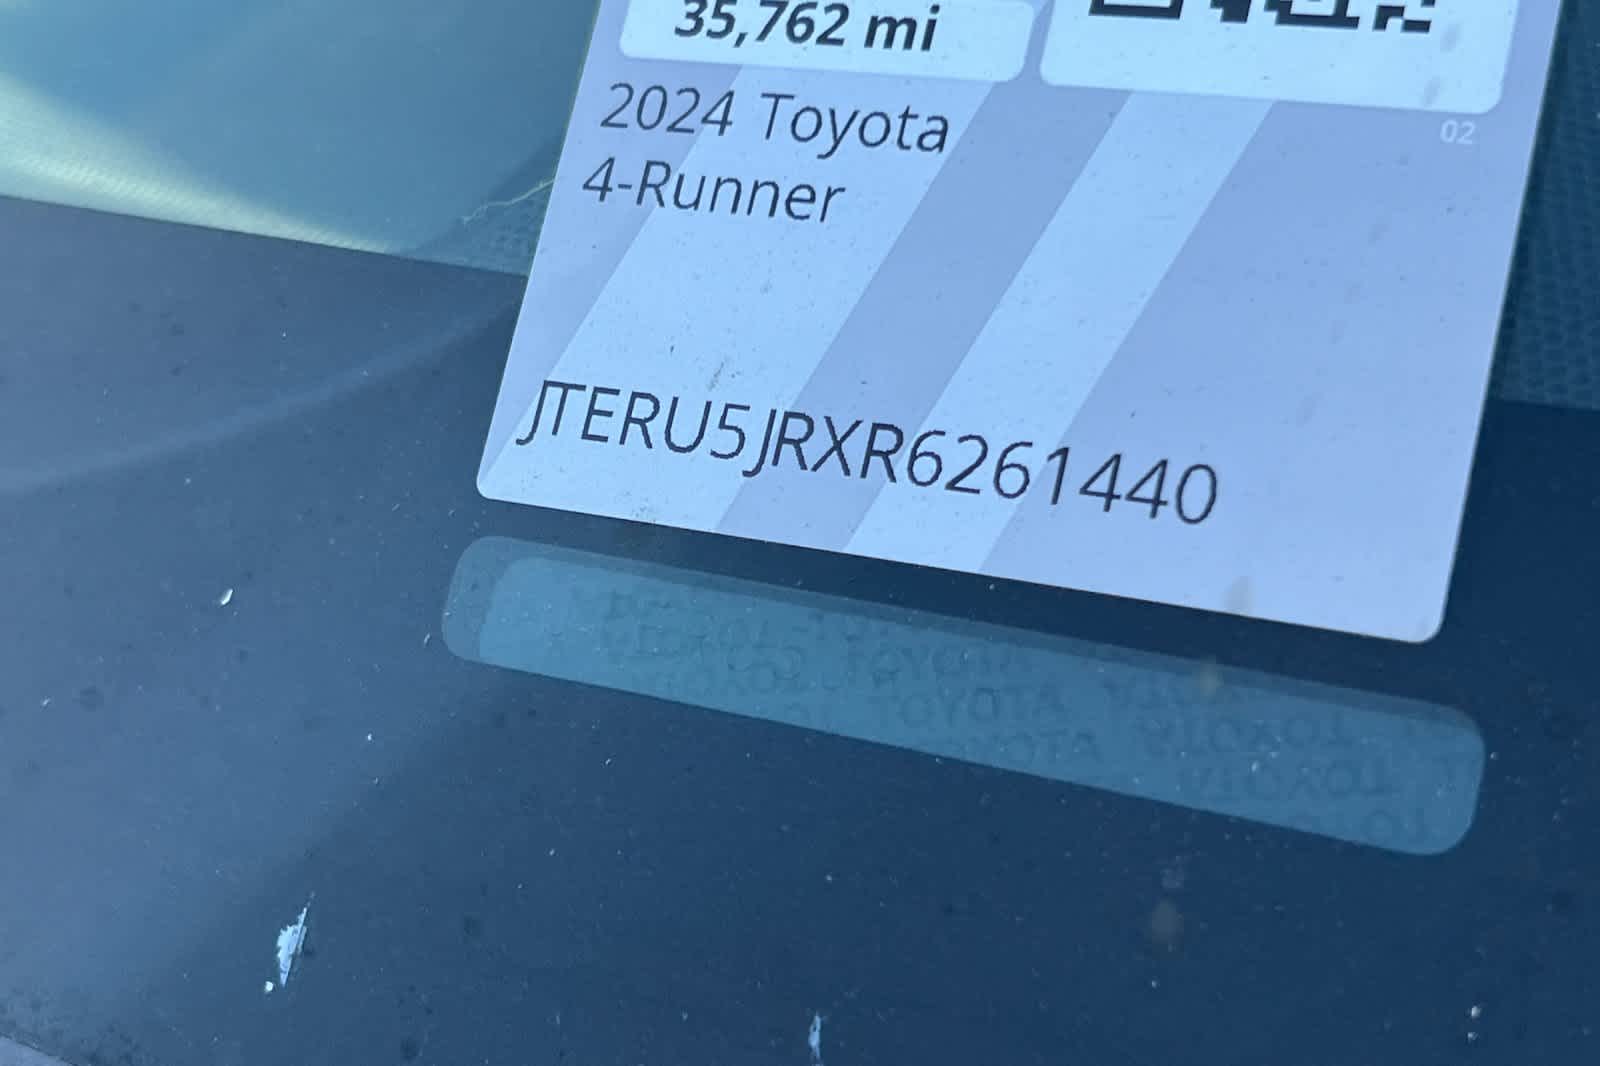 35,762 mi
2024 Toyota
4-Runner
02
JTERU5JRXR6261440
TOYOTA
TOYOTA